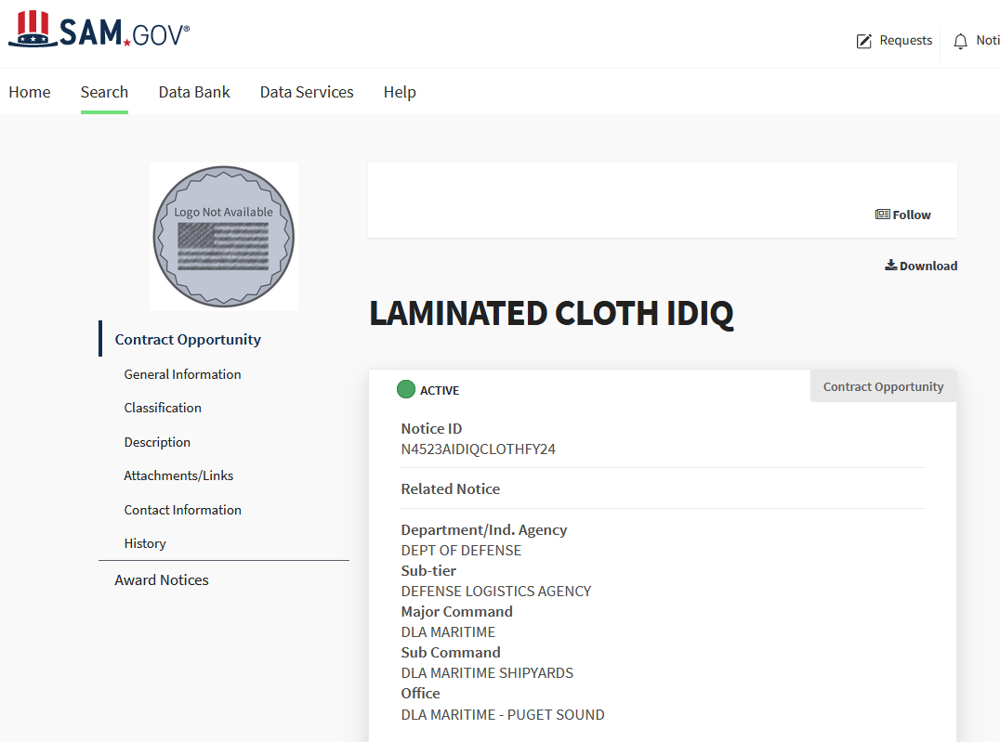 SAM.GOV®
Requests
Noti
Home Search Data Bank Data Services Help
Logo Not Available
Follow
Download
LAMINATED CLOTH IDIQ
Contract Opportunity
General Information
Classification
Description
Attachments/Links
Contact Information
History
Award Notices
ACTIVE
Contract Opportunity
Notice ID
N4523AIDIQCLOTHFY24
Related Notice
Department/Ind. Agency
DEPT OF DEFENSE
Sub-tier
DEFENSE LOGISTICS AGENCY
Major Command
DLA MARITIME
Sub Command
DLA MARITIME SHIPYARDS
Office
DLA MARITIME - PUGET SOUND